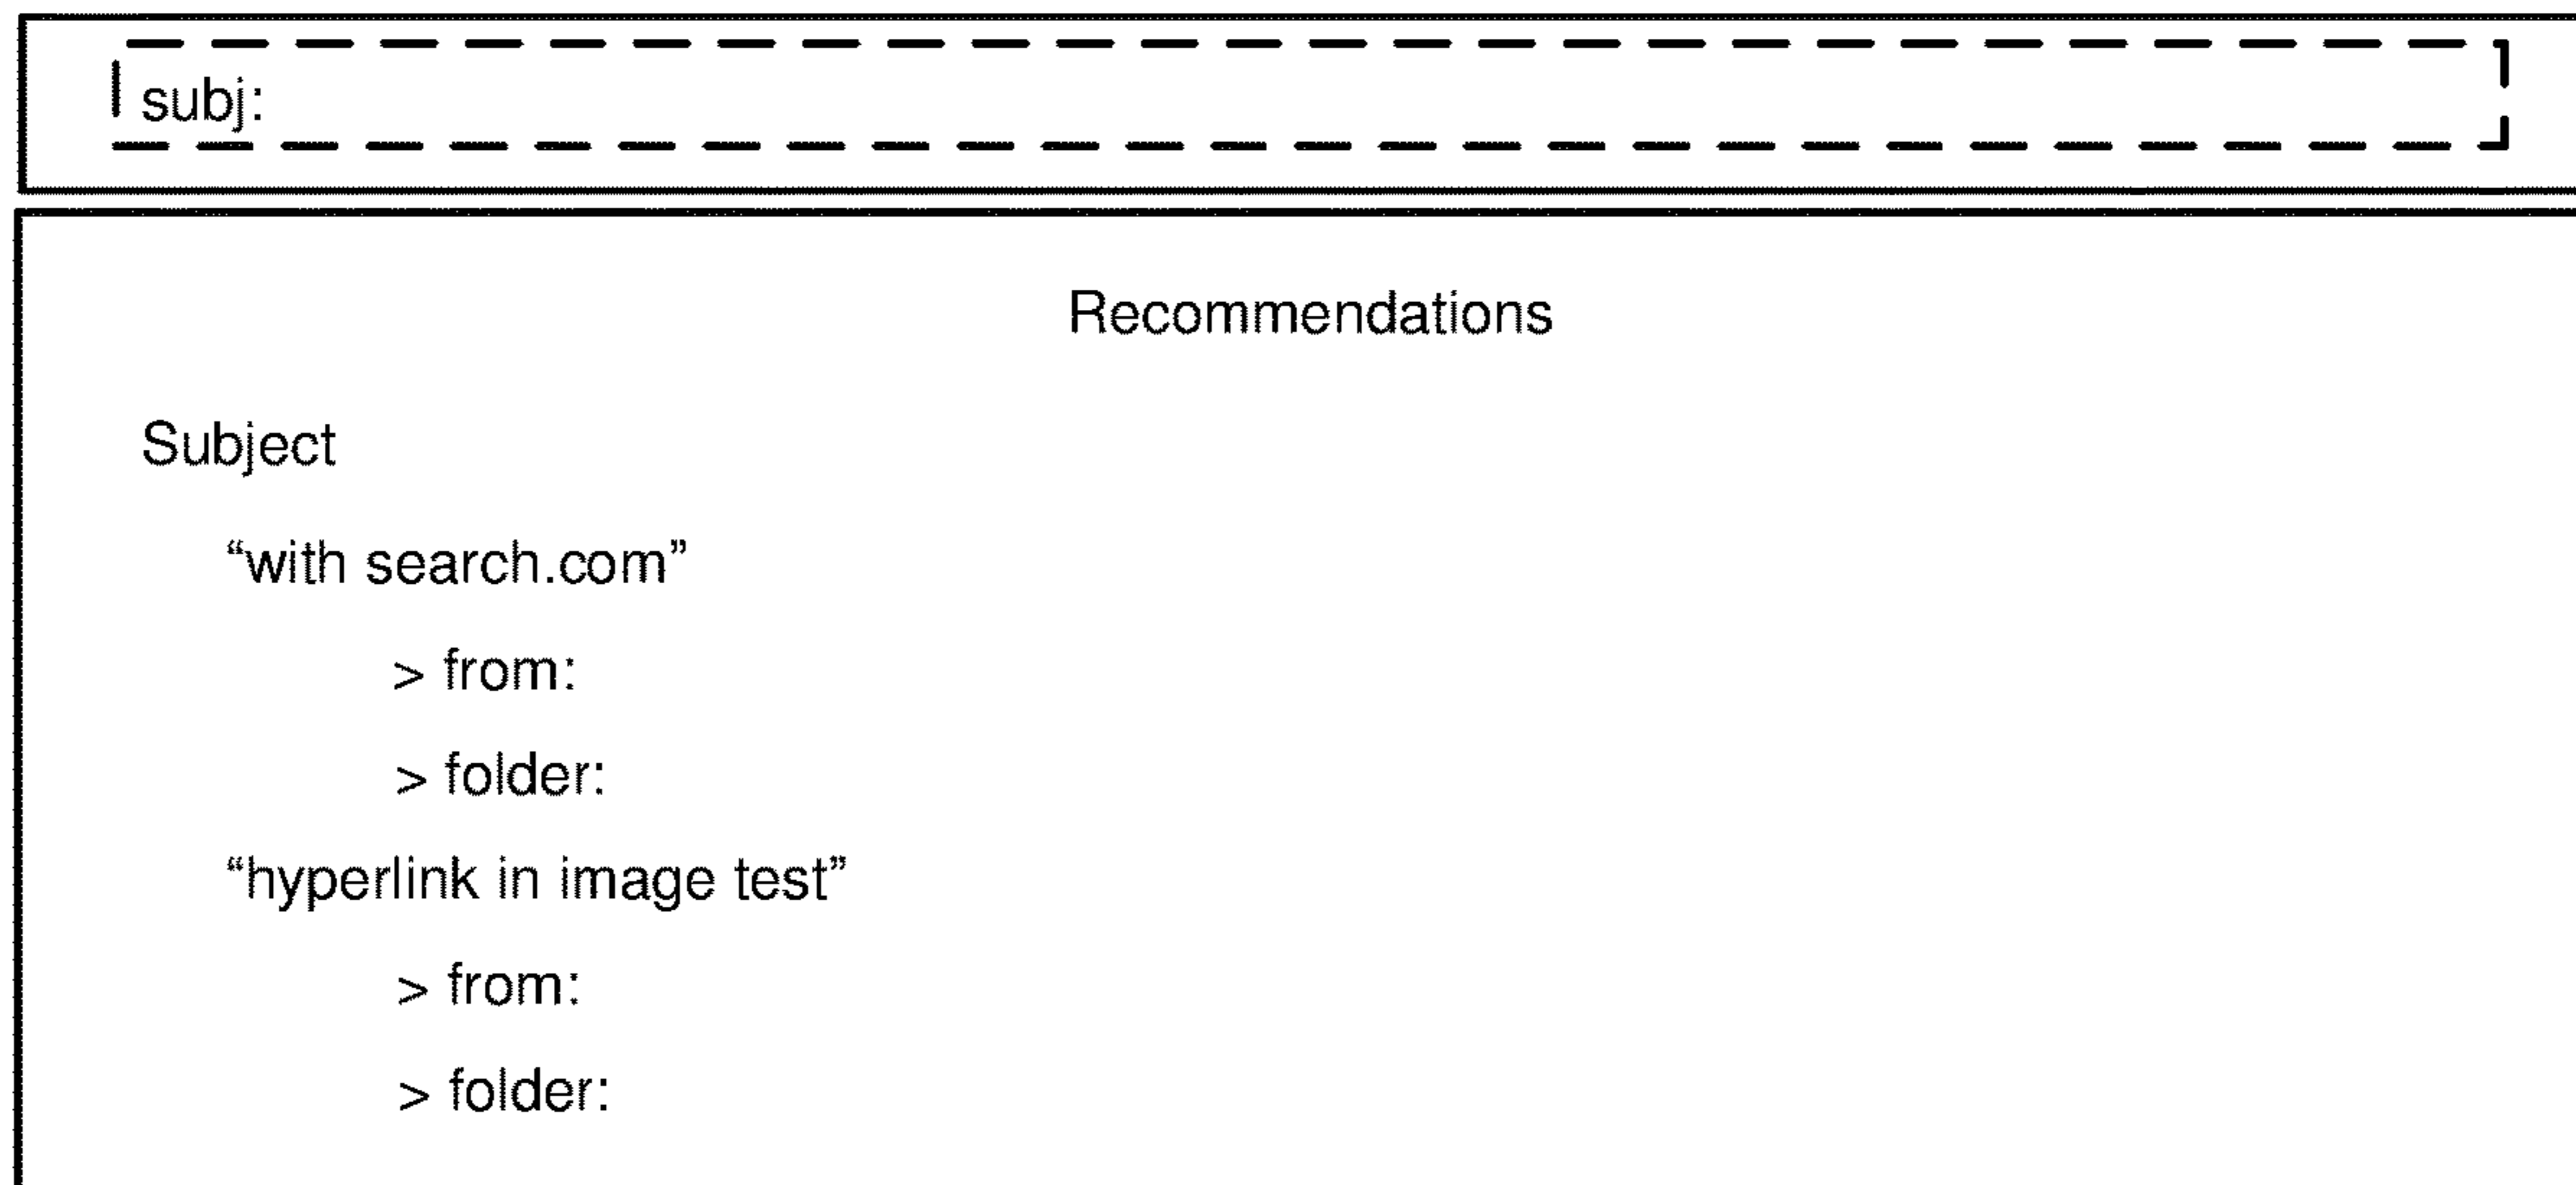 subj:
Recommendations
Subject
“with search.com”
> from:
> folder:
“hyperlink in image test”
> from:
> folder: